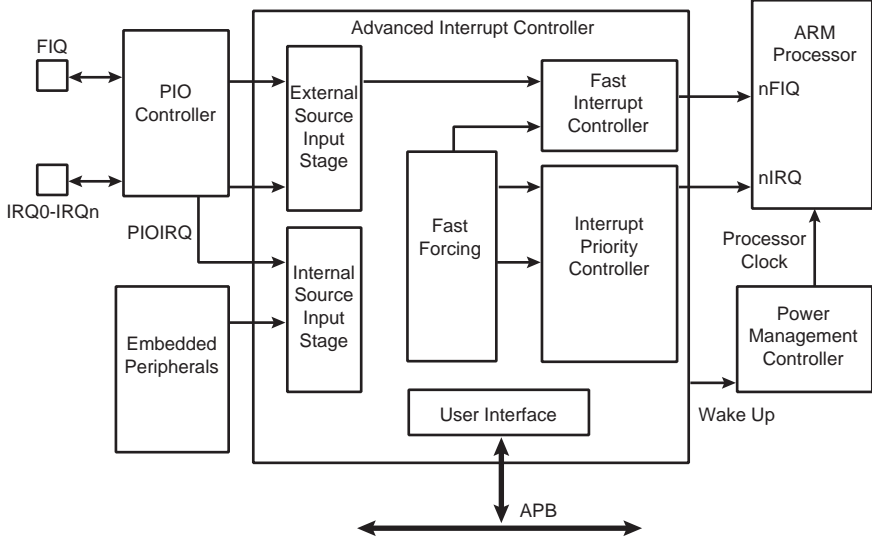 Advanced Interrupt Controller
ARM
Processor
FIQ
PIO
Controller
External
Source
Input
Stage
Fast
Interrupt
Controller
nFIQ
IRQ0-IRQn
PIOIRQ
Fast
Forcing
Interrupt
Priority
Controller
nIRQ
Internal
Source
Input
Stage
Processor
Clock
Embedded
Peripherals
Power
Management
Controller
User Interface
Wake Up
APB